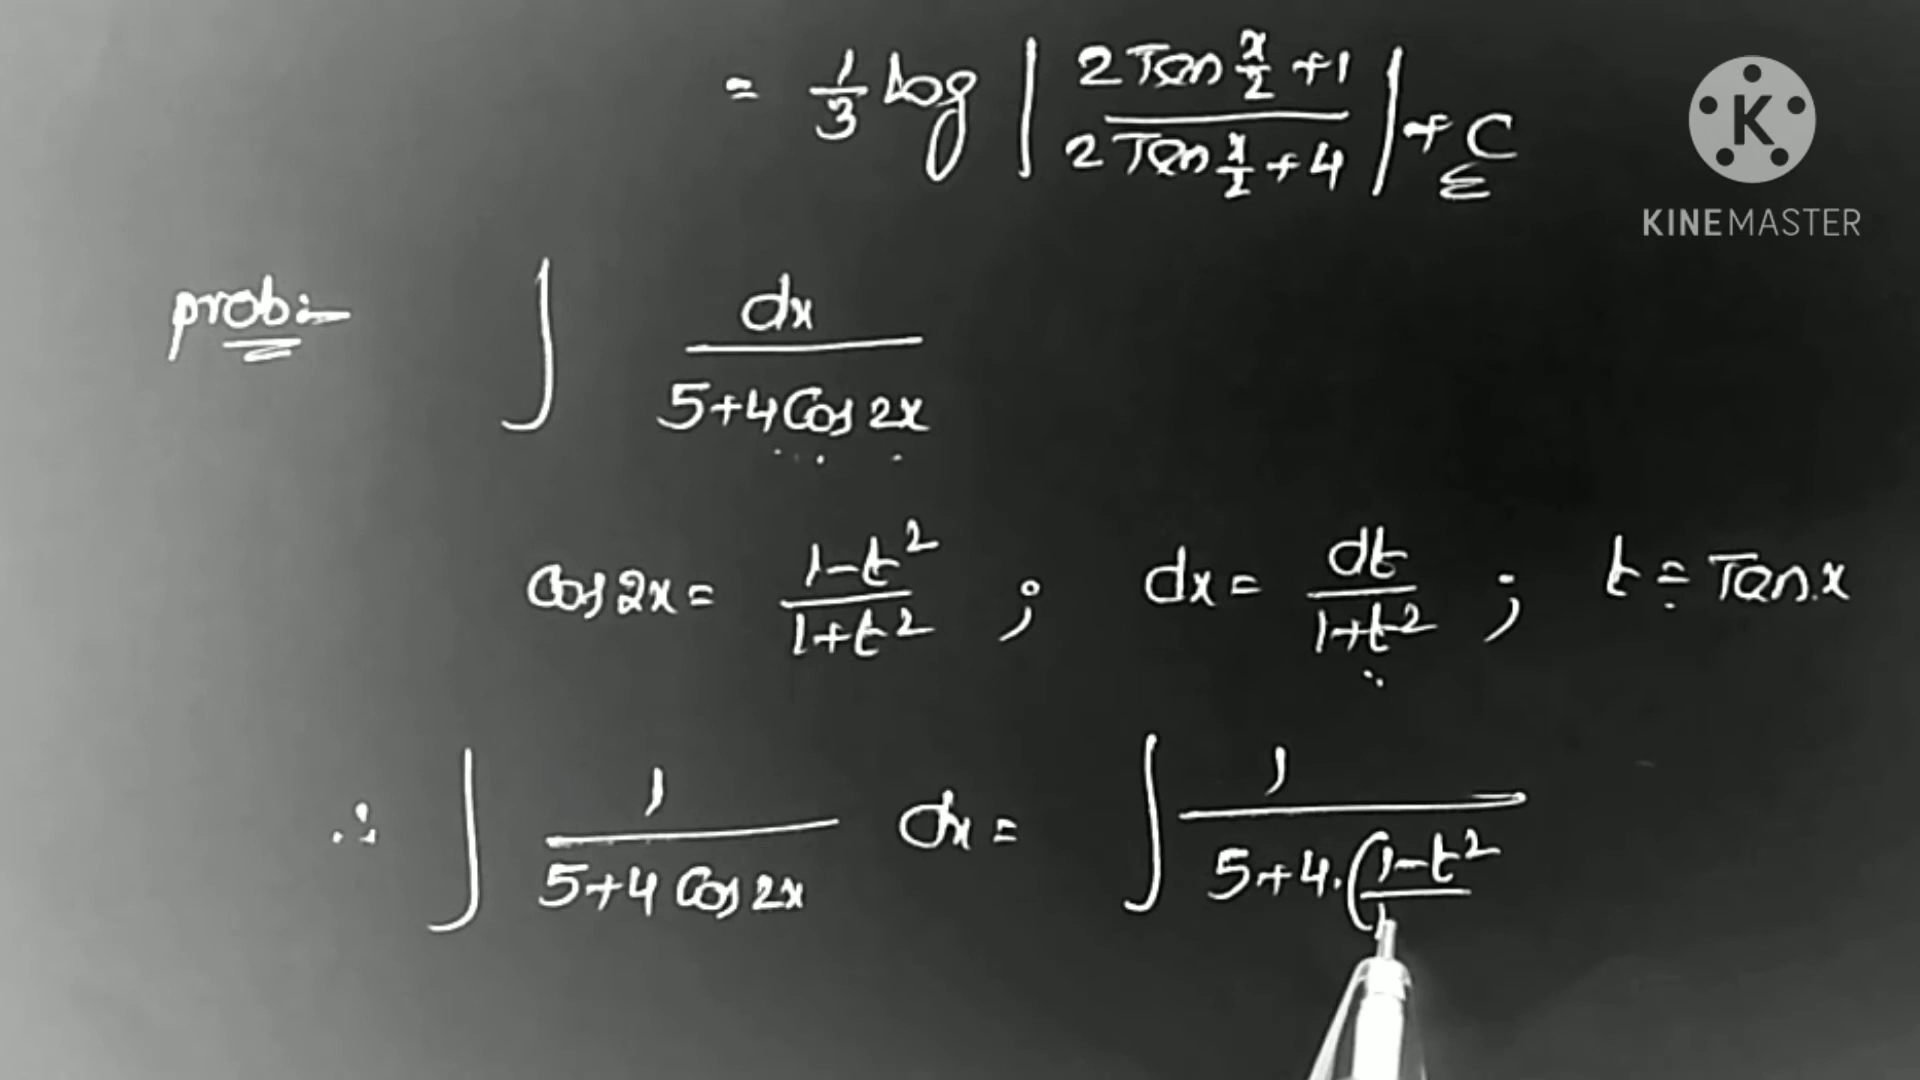 = 1/3 log | (2 Tan x/2 + 1)/(2 Tan x/2 + 4) | + C
K
KINEMASTER
prob:- ∫ dx/(5+4Cos 2x)
Cos 2x = (1-t²)/(1+t²) ; dx = dt/(1+t²) ; t = Tan x
∴ ∫ 1/(5+4 Cos 2x) dx = ∫ 1/(5+4.((1-t²)/1